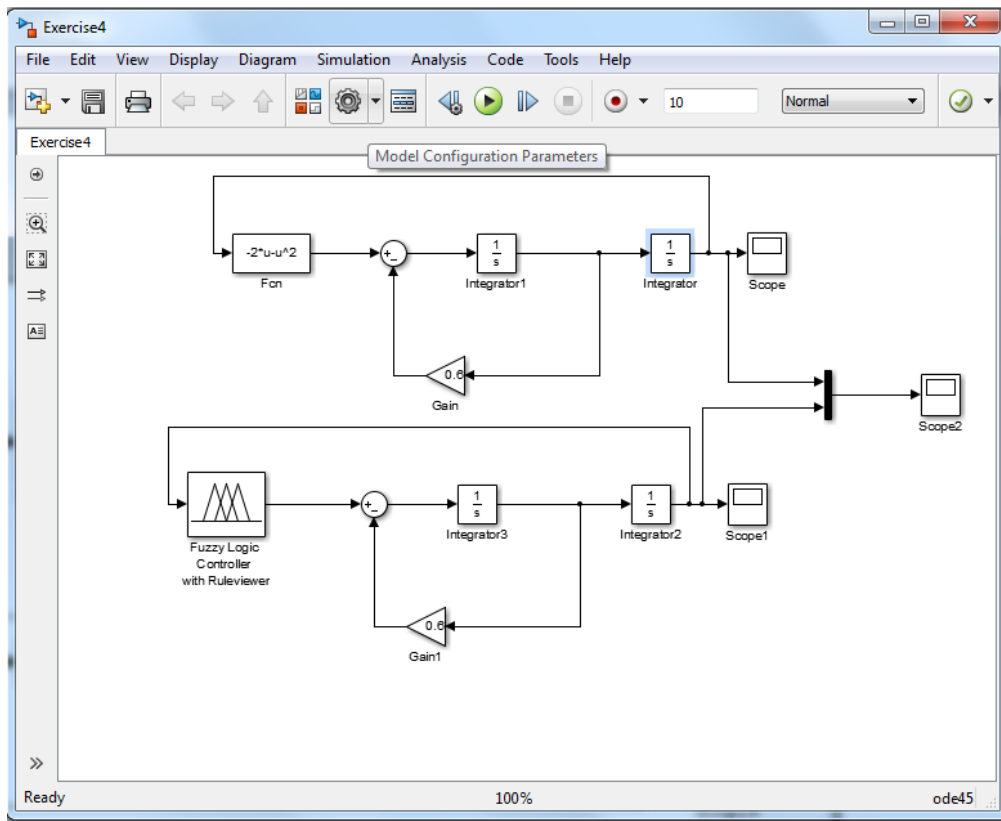 Exercise4
File Edit View Display Diagram Simulation Analysis Code Tools Help
10 Normal
Exercise4
Model Configuration Parameters
-2*u-u^2
Fcn
+
-
1
s
Integrator1
1
s
Integrator
Scope
0.6
Gain
Scope2
Fuzzy Logic
Controller
with Ruleviewer
+
-
1
s
Integrator3
1
s
Integrator2
Scope1
0.6
Gain1
Ready 100% ode45